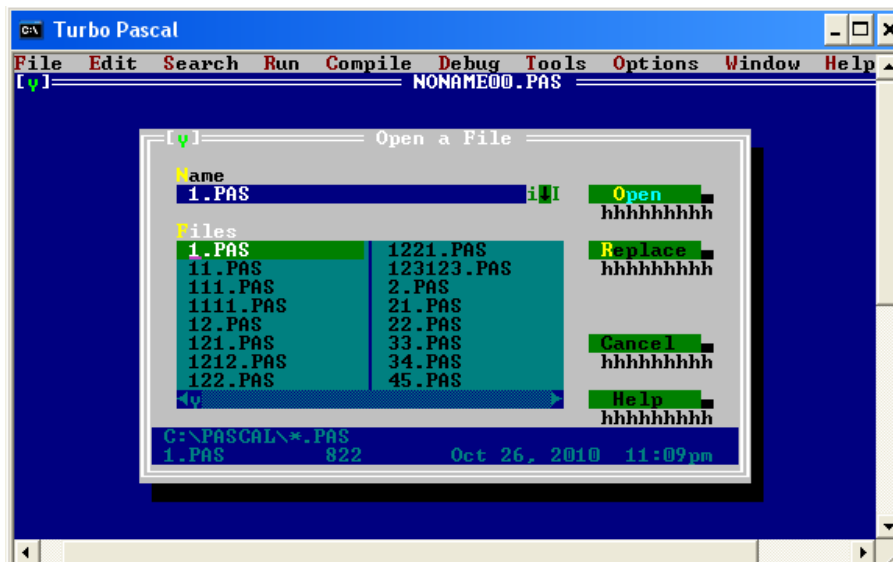 Turbo Pascal
File Edit Search Run Compile Debug Tools Options Window Help
[y] NONAME00.PAS
[y] Open a File
Name
1.PAS i↓I
Open
hhhhhhhhh
Files
1.PAS 1221.PAS
Replace
11.PAS 123123.PAS
hhhhhhhhh
111.PAS 2.PAS
1111.PAS 21.PAS
12.PAS 22.PAS
121.PAS 33.PAS
Cancel
1212.PAS 34.PAS
hhhhhhhhh
122.PAS 45.PAS
Help
hhhhhhhhh
C:\PASCAL\*.PAS
1.PAS 822 Oct 26, 2010 11:09pm